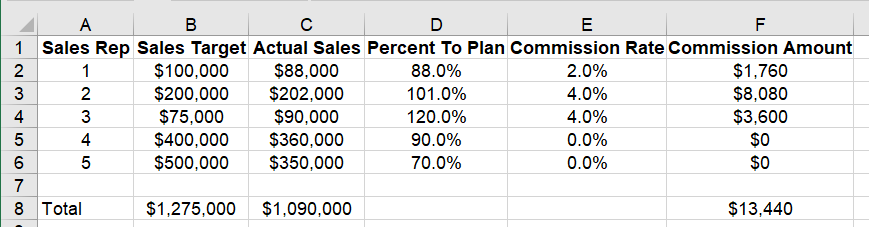 A B C D E F
1 Sales Rep Sales Target Actual Sales Percent To Plan Commission Rate Commission Amount
2 1 $100,000 $88,000 88.0% 2.0% $1,760
3 2 $200,000 $202,000 101.0% 4.0% $8,080
4 3 $75,000 $90,000 120.0% 4.0% $3,600
5 4 $400,000 $360,000 90.0% 0.0% $0
6 5 $500,000 $350,000 70.0% 0.0% $0
7
8 Total $1,275,000 $1,090,000 $13,440